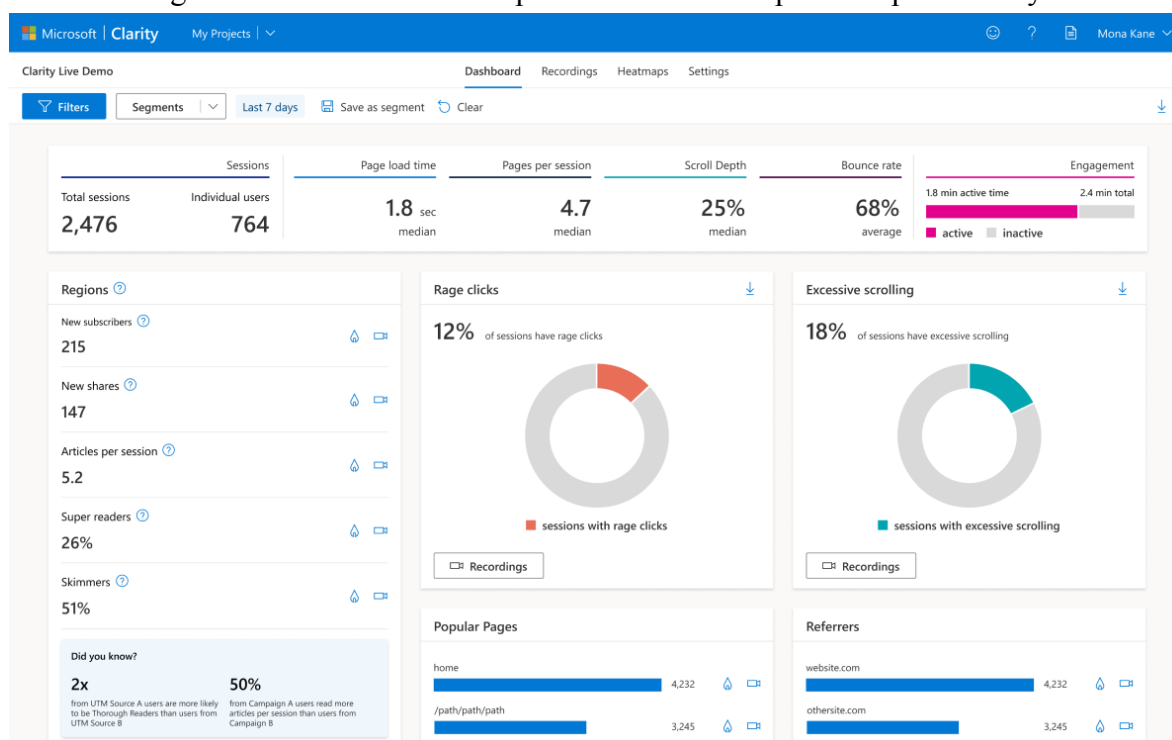 Microsoft | Clarity My Projects | Mona Kane
Clarity Live Demo Dashboard Recordings Heatmaps Settings
Filters Segments Last 7 days Save as segment Clear
Sessions Page load time Pages per session Scroll Depth Bounce rate Engagement
Total sessions Individual users 1.8 min active time 2.4 min total
2,476 764 1.8 sec 4.7 25% 68%
median median median average active inactive
Regions
New subscribers
215
New shares
147
Articles per session
5.2
Super readers
26%
Skimmers
51%
Did you know?
2x
from UTM Source A users are more likely
to be Thorough Readers than users from
UTM Source B
50%
from Campaign A users read more
articles per session than users from
Campaign B
Rage clicks
12% of sessions have rage clicks
sessions with rage clicks
Recordings
Excessive scrolling
18% of sessions have excessive scrolling
sessions with excessive scrolling
Recordings
Popular Pages
home
4,232
/path/path/path
3,245
Referrers
website.com
4,232
othersite.com
3,245